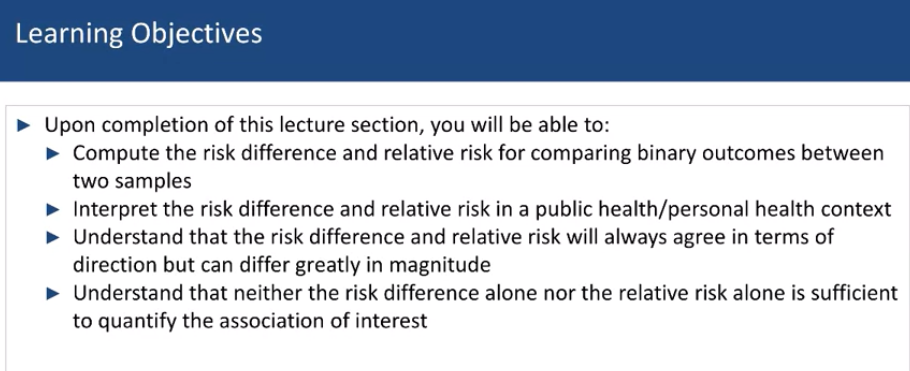 Learning Objectives
► Upon completion of this lecture section, you will be able to:
► Compute the risk difference and relative risk for comparing binary outcomes between
two samples
► Interpret the risk difference and relative risk in a public health/personal health context
► Understand that the risk difference and relative risk will always agree in terms of
direction but can differ greatly in magnitude
► Understand that neither the risk difference alone nor the relative risk alone is sufficient
to quantify the association of interest